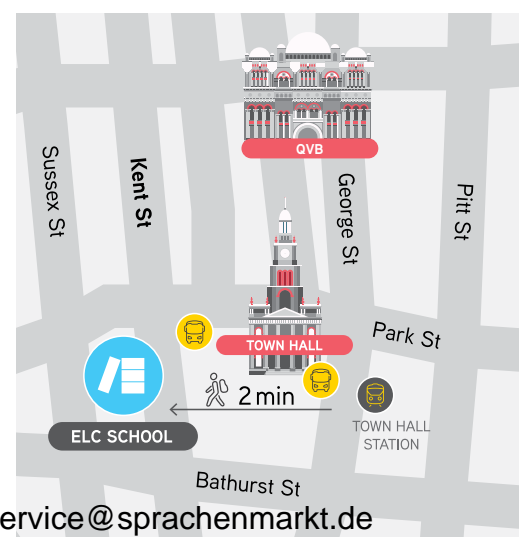 QVB
Sussex St
Kent St
George St
Pitt St
Park St
TOWN HALL
2 min
TOWN HALL
STATION
ELC SCHOOL
Bathurst St
ervice@sprachenmarkt.de